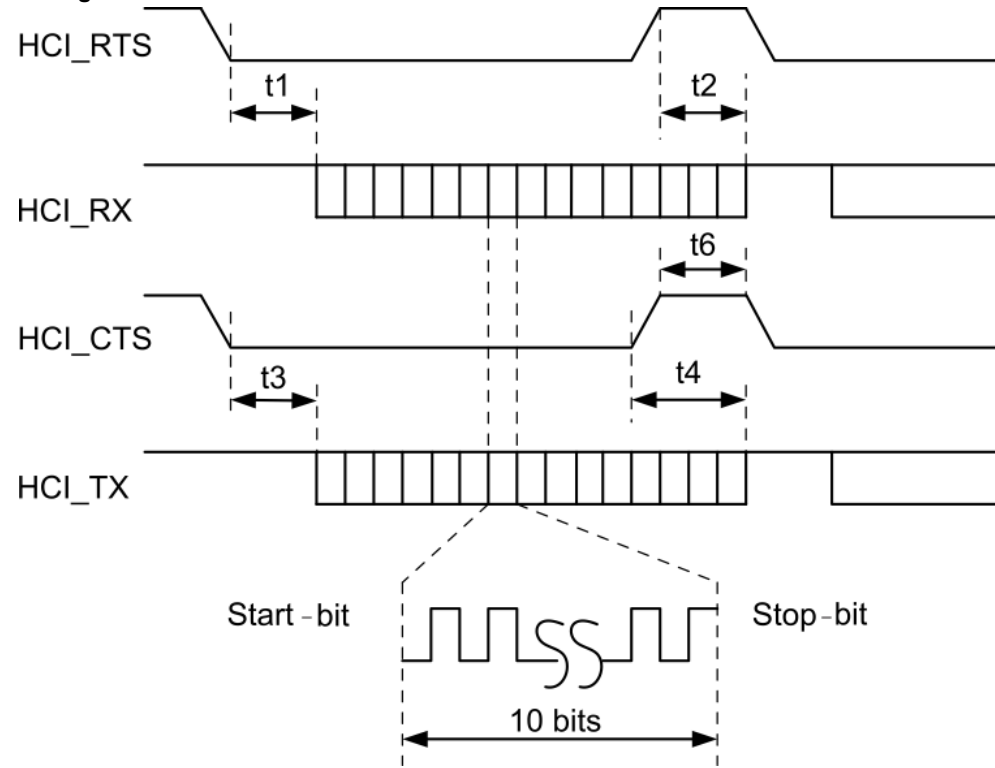 HCI_RTS
t1
t2
HCI_RX
t6
HCI_CTS
t3
t4
HCI_TX
Start-bit
Stop-bit
10 bits